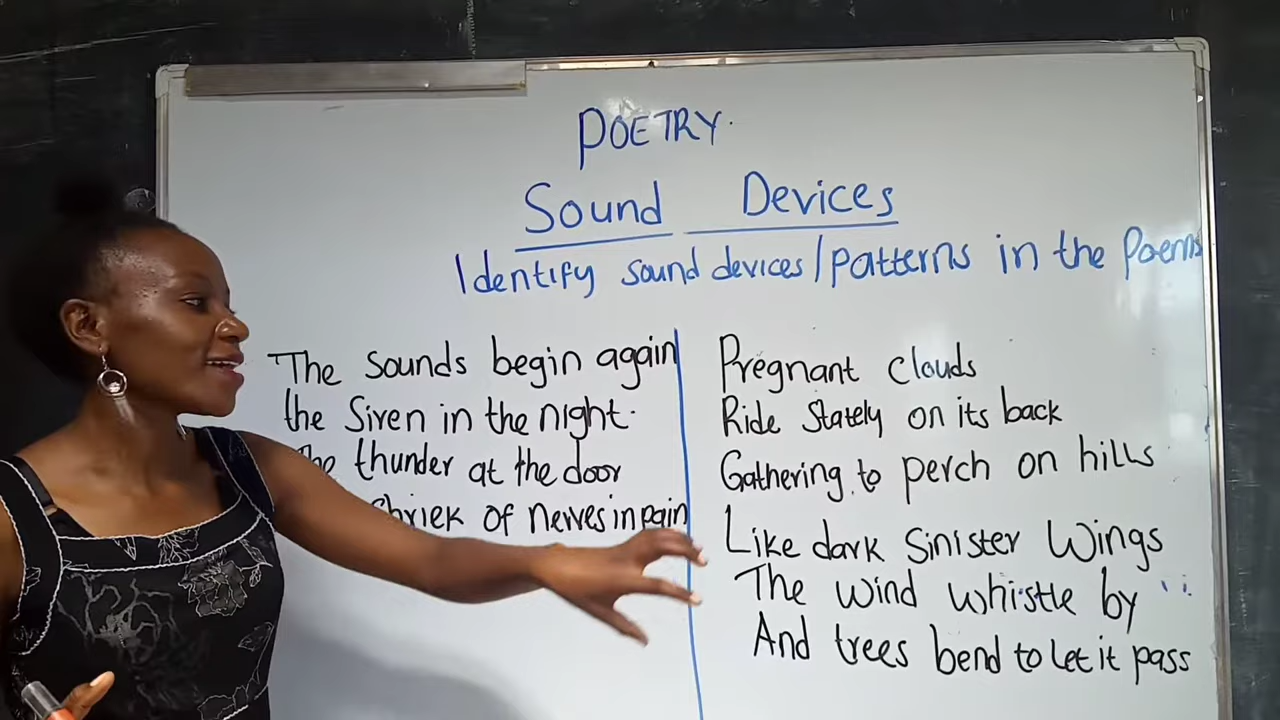 POETRY.
Sound Devices
Identify sound devices/patterns in the Poems
The sounds begin again
the Siren in the night.
thunder at the door
shriek of nerves in pain
Pregnant clouds
Ride Stately on its back
Gathering to perch on hills
Like dark Sinister Wings
The wind whistle by
And trees bend to let it pass